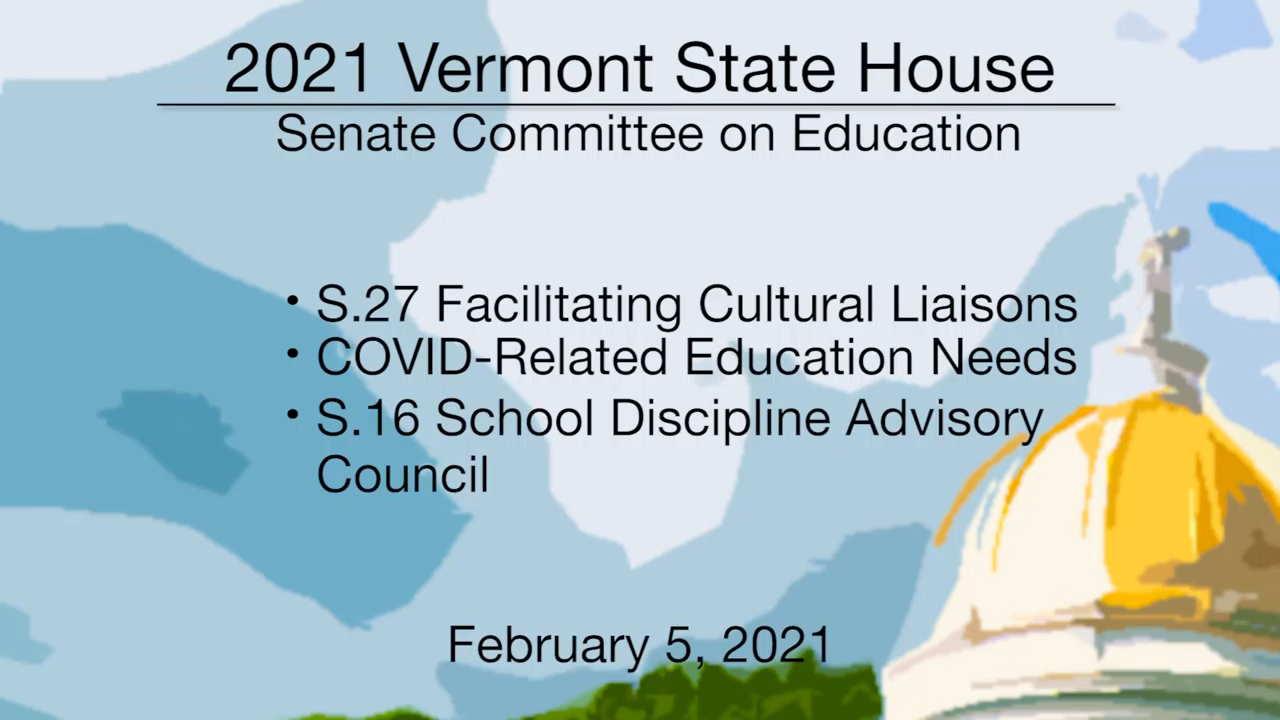 2021 Vermont State House
Senate Committee on Education
• S.27 Facilitating Cultural Liaisons
• COVID-Related Education Needs
• S.16 School Discipline Advisory
Council
February 5, 2021